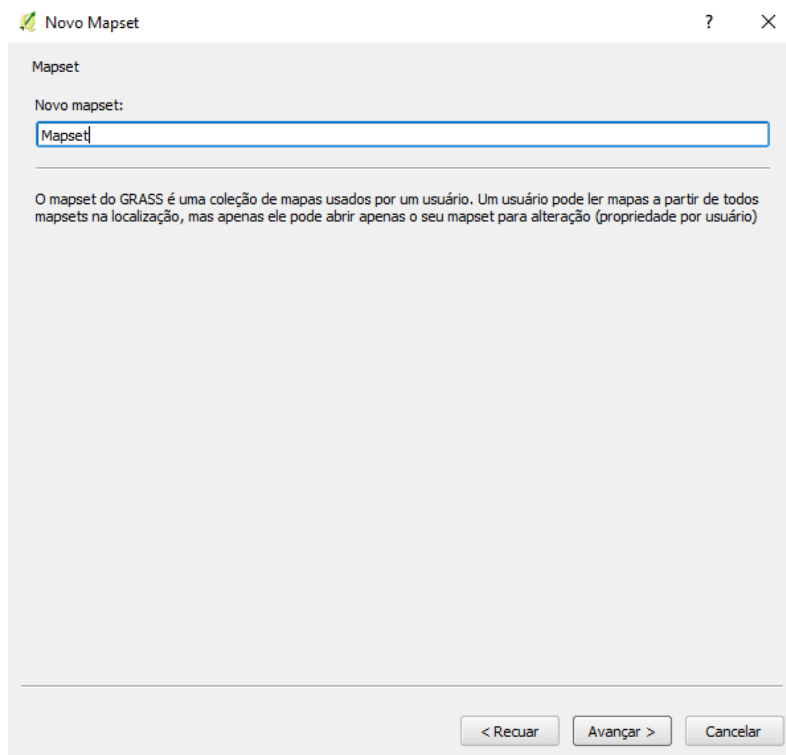 Novo Mapset
?
Mapset
Novo mapset:
Mapset
O mapset do GRASS é uma coleção de mapas usados por um usuário. Um usuário pode ler mapas a partir de todos
mapsets na localização, mas apenas ele pode abrir apenas o seu mapset para alteração (propriedade por usuário)
< Recuar
Avançar >
Cancelar